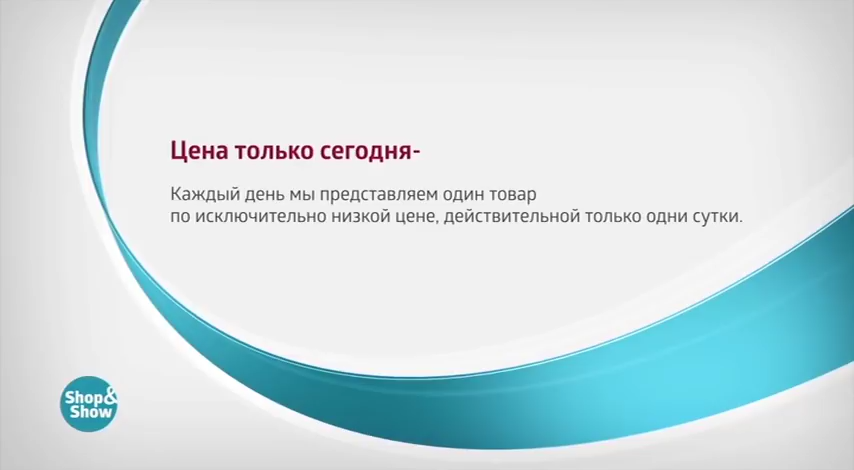 Цена только сегодня-
Каждый день мы представляем один товар
по исключительно низкой цене, действительной только одни сутки.
Shop&
Show